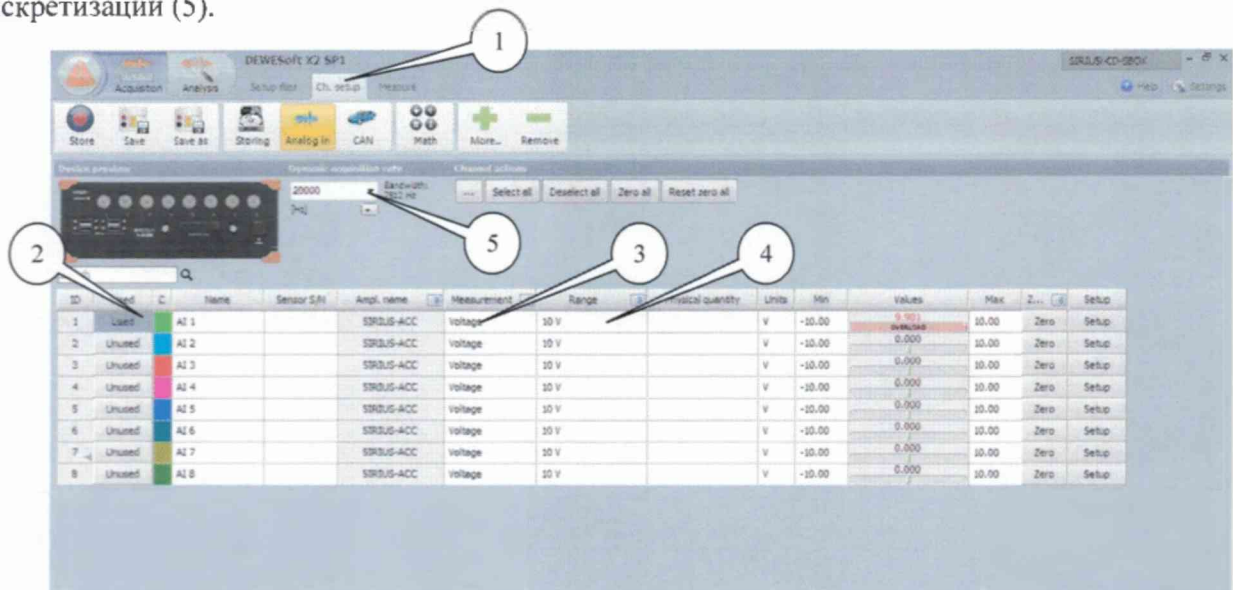 скретизации (5).
1
DEWESoft X2 SP1
SIRIUS-CD-SBOX
Acquisition Analysis Setup files Ch. setup Measure
Help Settings
Store Save Save as Storing Analog in CAN Math More... Remove
Device preview Dynamic acquisition rate Channel actions
20000 Bandwidth: 7812 Hz ... Select all Deselect all Zero all Reset zero all
[Hz]
5 3 4
2
ID C Name Sensor S/N Ampl. name Measurement Range Physical quantity Units Min Values Max Z... Setup
1 Used AI 1 SIRIUS-ACC Voltage 10 V V -10.00 9.901 OVERLOAD 10.00 Zero Setup
2 Unused AI 2 SIRIUS-ACC Voltage 10 V V -10.00 0.000 10.00 Zero Setup
3 Unused AI 3 SIRIUS-ACC Voltage 10 V V -10.00 0.000 10.00 Zero Setup
4 Unused AI 4 SIRIUS-ACC Voltage 10 V V -10.00 0.000 10.00 Zero Setup
5 Unused AI 5 SIRIUS-ACC Voltage 10 V V -10.00 0.000 10.00 Zero Setup
6 Unused AI 6 SIRIUS-ACC Voltage 10 V V -10.00 0.000 10.00 Zero Setup
7 Unused AI 7 SIRIUS-ACC Voltage 10 V V -10.00 0.000 10.00 Zero Setup
8 Unused AI 8 SIRIUS-ACC Voltage 10 V V -10.00 0.000 10.00 Zero Setup